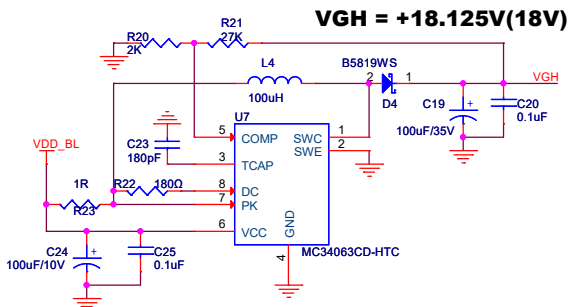 VGH = +18.125V(18V)
R20
2K
R21
27K
L4
100uH
B5819WS
2
1
D4
VGH
C19
100uF/35V
C20
0.1uF
U7
C23
180pF
5
COMP
3
TCAP
8
DC
7
PK
6
VCC
SWC
1
SWE
2
GND
4
MC34063CD-HTC
VDD_BL
1R
R23
R22
180Ω
C24
100uF/10V
C25
0.1uF